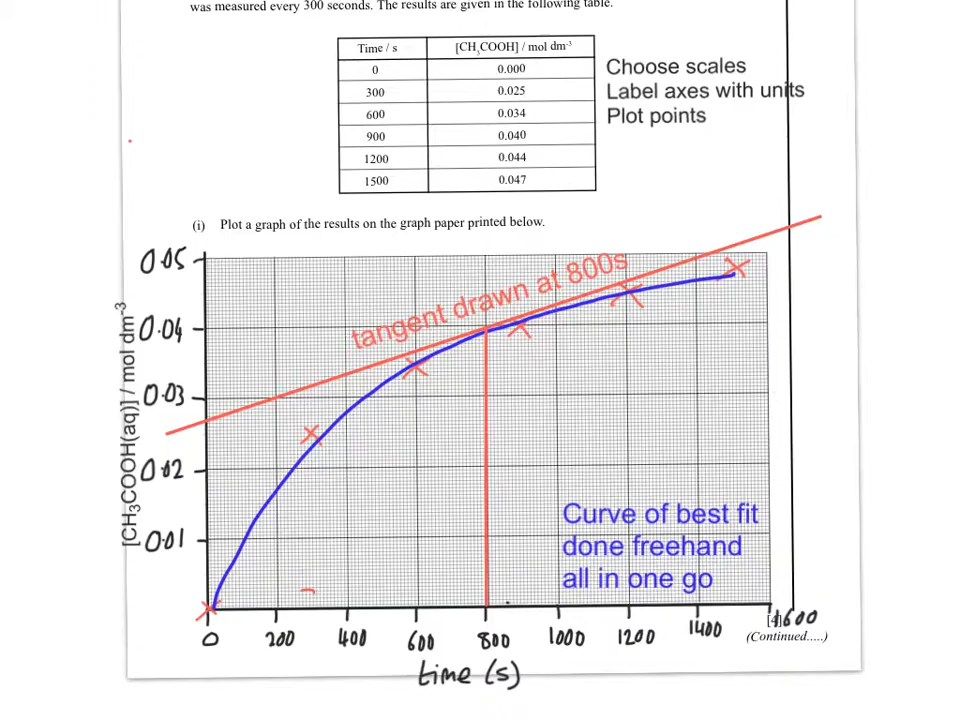 was measured every 300 seconds. The results are given in the following table.
Time / s [CH3COOH] / mol dm-3
0 0.000
300 0.025
600 0.034
900 0.040
1200 0.044
1500 0.047
Choose scales
Label axes with units
Plot points
(i) Plot a graph of the results on the graph paper printed below.
0.05
0.04
0.03
0.02
0.01
[CH3COOH(aq)] / mol dm-3
tangent drawn at 800s
Curve of best fit
done freehand
all in one go
0 200 400 600 800 1000 1200 1400 1600
[4]
(Continued.....)
time (s)